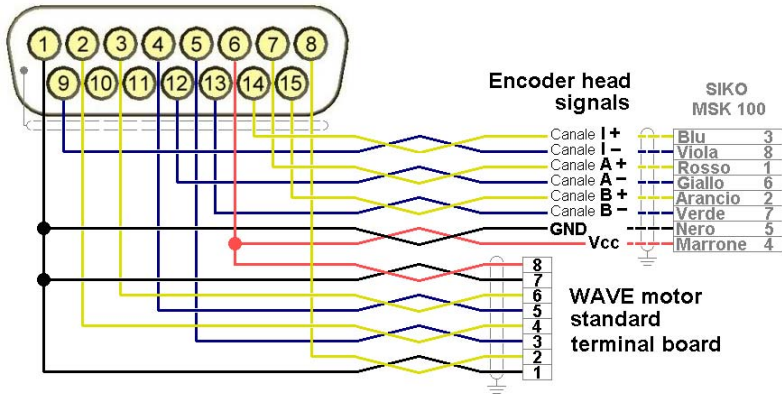 1 2 3 4 5 6 7 8
9 10 11 12 13 14 15
Encoder head
signals
SIKO
MSK 100
Canale I + Blu 3
Canale I - Viola 8
Canale A + Rosso 1
Canale A - Giallo 6
Canale B + Arancio 2
Canale B - Verde 7
GND Nero 5
Vcc Marrone 4
8
7
6
5
4
3
2
1
WAVE motor
standard
terminal board